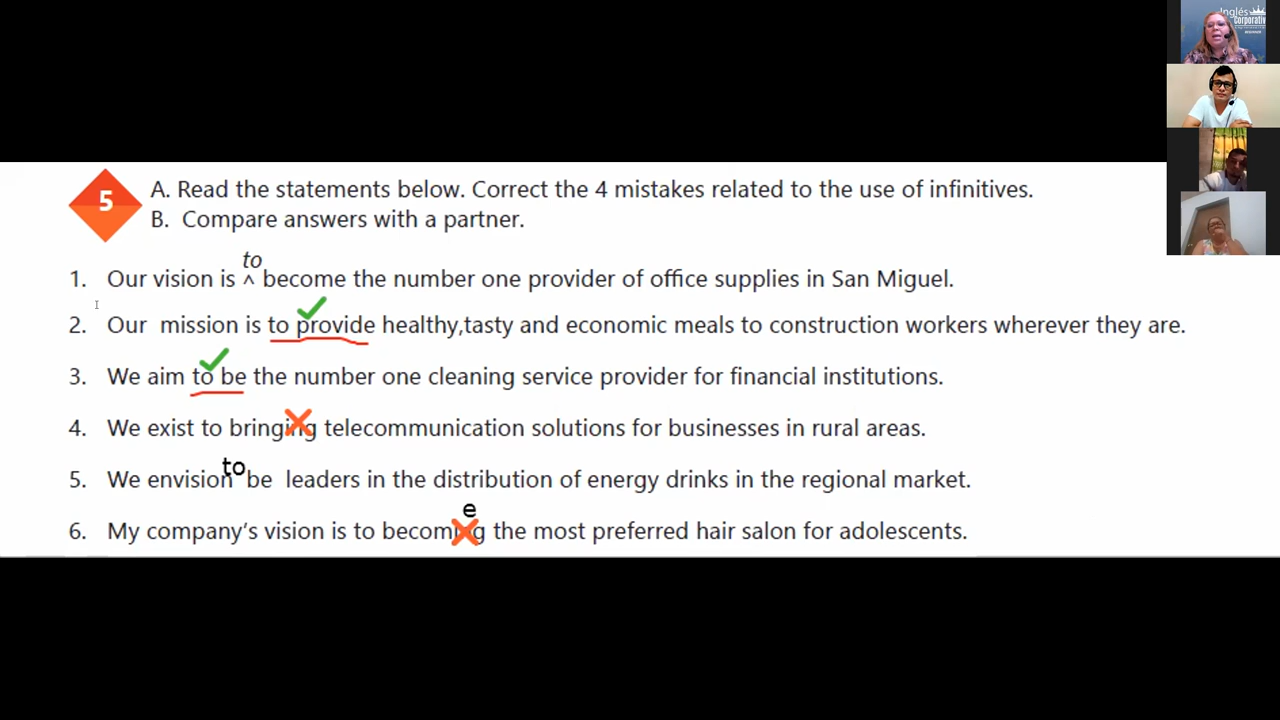 Inglés
Corporativo
5
A. Read the statements below. Correct the 4 mistakes related to the use of infinitives.
B. Compare answers with a partner.
to
1. Our vision is ^ become the number one provider of office supplies in San Miguel.
2. Our mission is to provide healthy,tasty and economic meals to construction workers wherever they are.
3. We aim to be the number one cleaning service provider for financial institutions.
4. We exist to bringing telecommunication solutions for businesses in rural areas.
to
5. We envision be leaders in the distribution of energy drinks in the regional market.
e
6. My company's vision is to becoming the most preferred hair salon for adolescents.